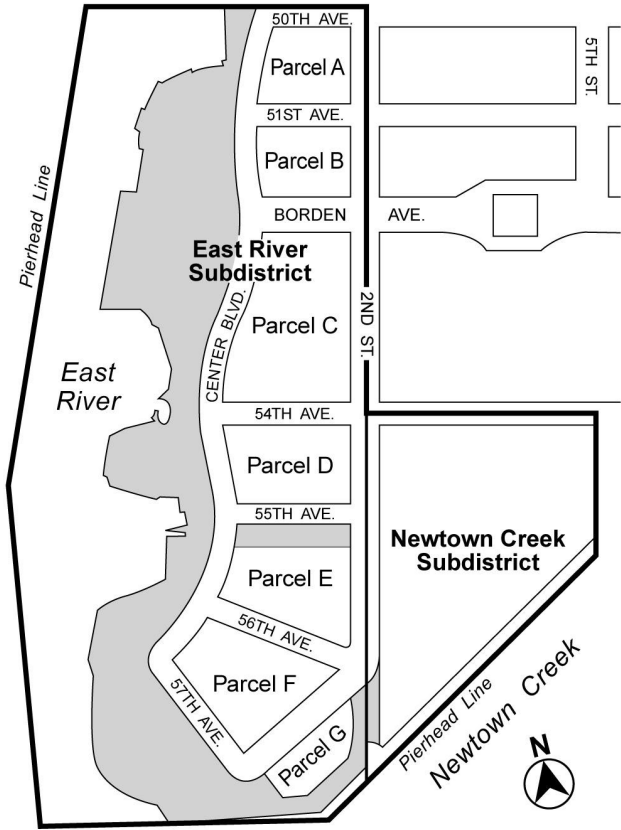 50TH AVE.
Parcel A
5TH ST.
51ST AVE.
Parcel B
Pierhead Line
BORDEN AVE.
East River
Subdistrict
CENTER BLVD.
Parcel C
2ND ST.
East
River
54TH AVE.
Parcel D
55TH AVE.
Newtown Creek
Subdistrict
Parcel E
56TH AVE.
Parcel F
57TH AVE.
Parcel G
Pierhead Line
Newtown Creek
N